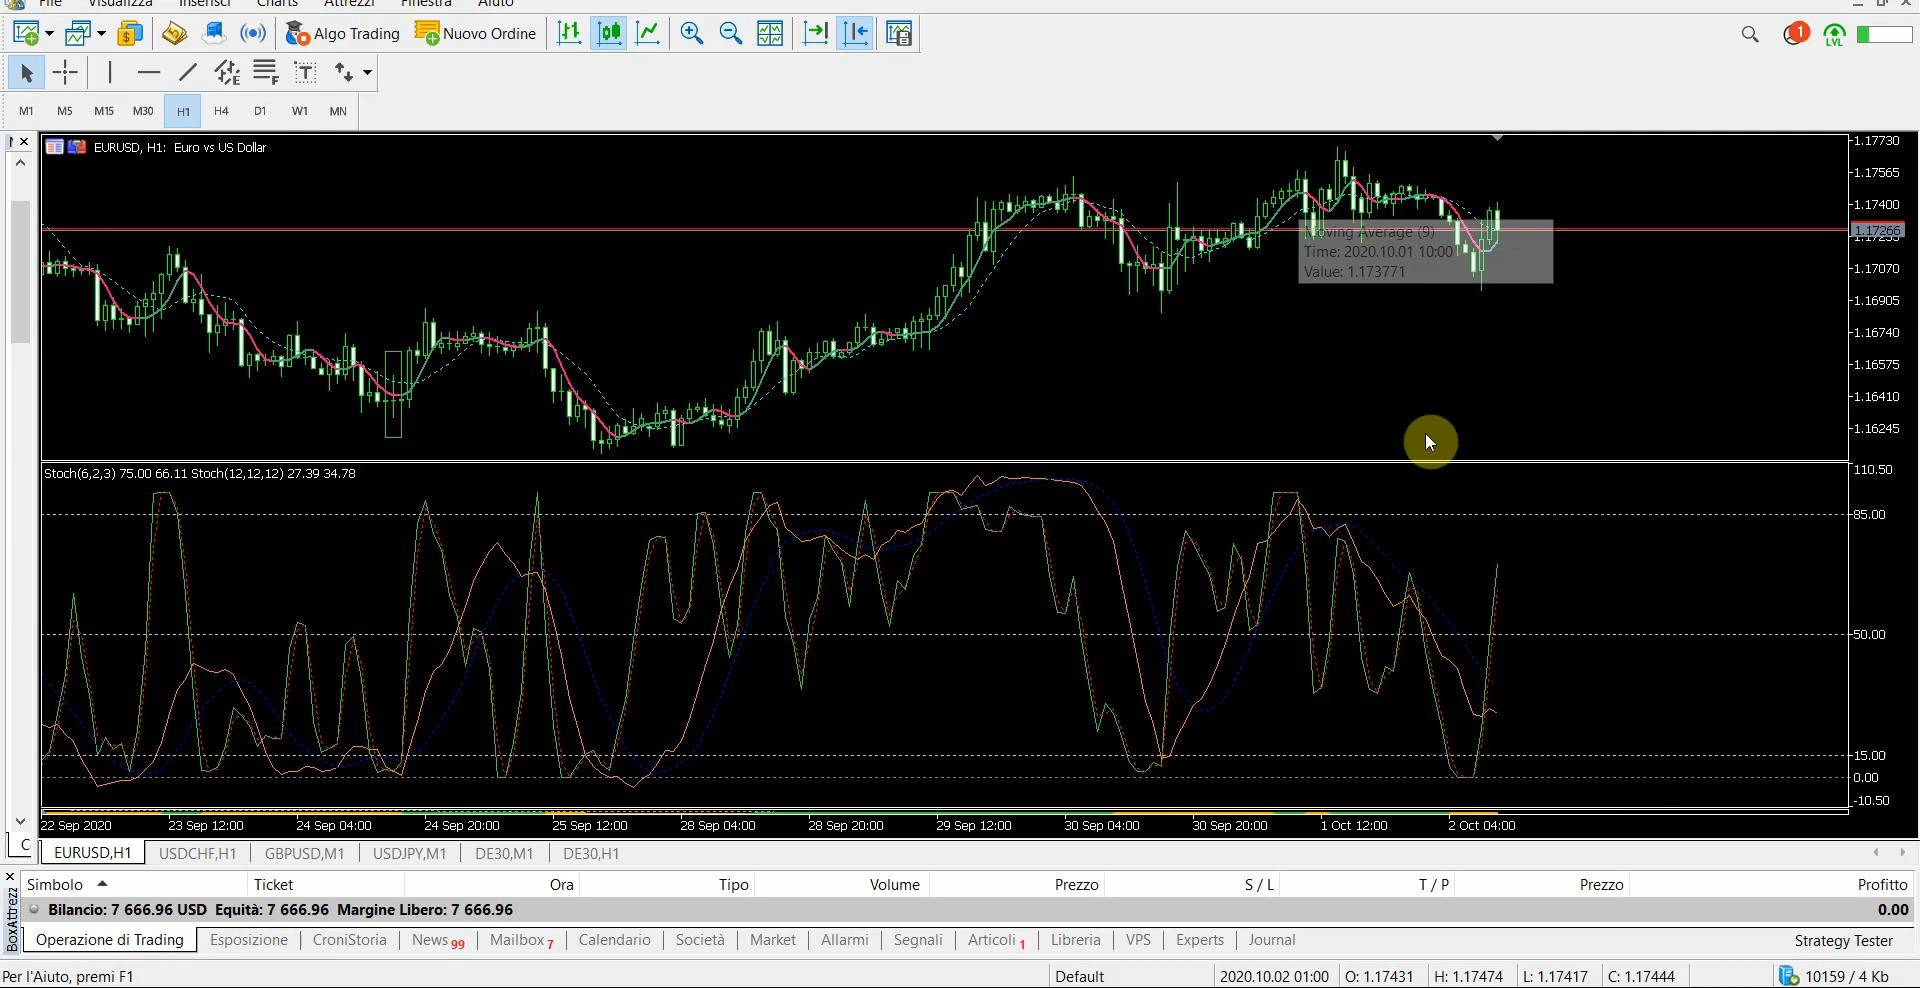 File Visualizza Inserisci Charts Attrezzi Finestra Aiuto
Algo Trading Nuovo Ordine 1 LVL
E F T
M1 M5 M15 M30 H1 H4 D1 W1 MN
EURUSD, H1: Euro vs US Dollar
1.17730
1.17565
1.17400
1.17266
1.17235
1.17070
1.16905
1.16740
1.16575
1.16410
1.16245
Moving Average (9)
Time: 2020.10.01 10:00
Value: 1.173771
Stoch(6,2,3) 75.00 66.11 Stoch(12,12,12) 27.39 34.78
110.50
85.00
50.00
15.00
0.00
-10.50
22 Sep 2020 23 Sep 12:00 24 Sep 04:00 24 Sep 20:00 25 Sep 12:00 28 Sep 04:00 28 Sep 20:00 29 Sep 12:00 30 Sep 04:00 30 Sep 20:00 1 Oct 12:00 2 Oct 04:00
EURUSD,H1 USDCHF,H1 GBPUSD,M1 USDJPY,M1 DE30,M1 DE30,H1
Simbolo Ticket Ora Tipo Volume Prezzo S / L T / P Prezzo Profitto
Bilancio: 7 666.96 USD Equità: 7 666.96 Margine Libero: 7 666.96 0.00
BoxAttrezzi
Operazione di Trading Esposizione CroniStoria News 99 Mailbox 7 Calendario Società Market Allarmi Segnali Articoli 1 Libreria VPS Experts Journal Strategy Tester
Per l'Aiuto, premi F1 Default 2020.10.02 01:00 O: 1.17431 H: 1.17474 L: 1.17417 C: 1.17444 10159 / 4 Kb